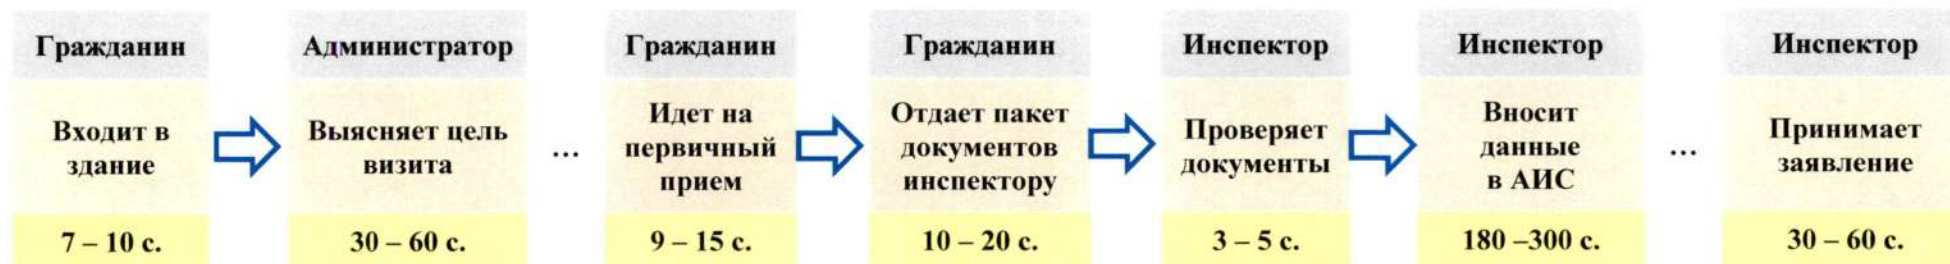 Гражданин
Входит в
здание
7 – 10 с.
Администратор
Выясняет цель
визита
30 – 60 с.
...
Гражданин
Идет на
первичный
прием
9 – 15 с.
Гражданин
Отдает пакет
документов
инспектору
10 – 20 с.
Инспектор
Проверяет
документы
3 – 5 с.
Инспектор
Вносит
данные
в АИС
180 –300 с.
...
Инспектор
Принимает
заявление
30 – 60 с.